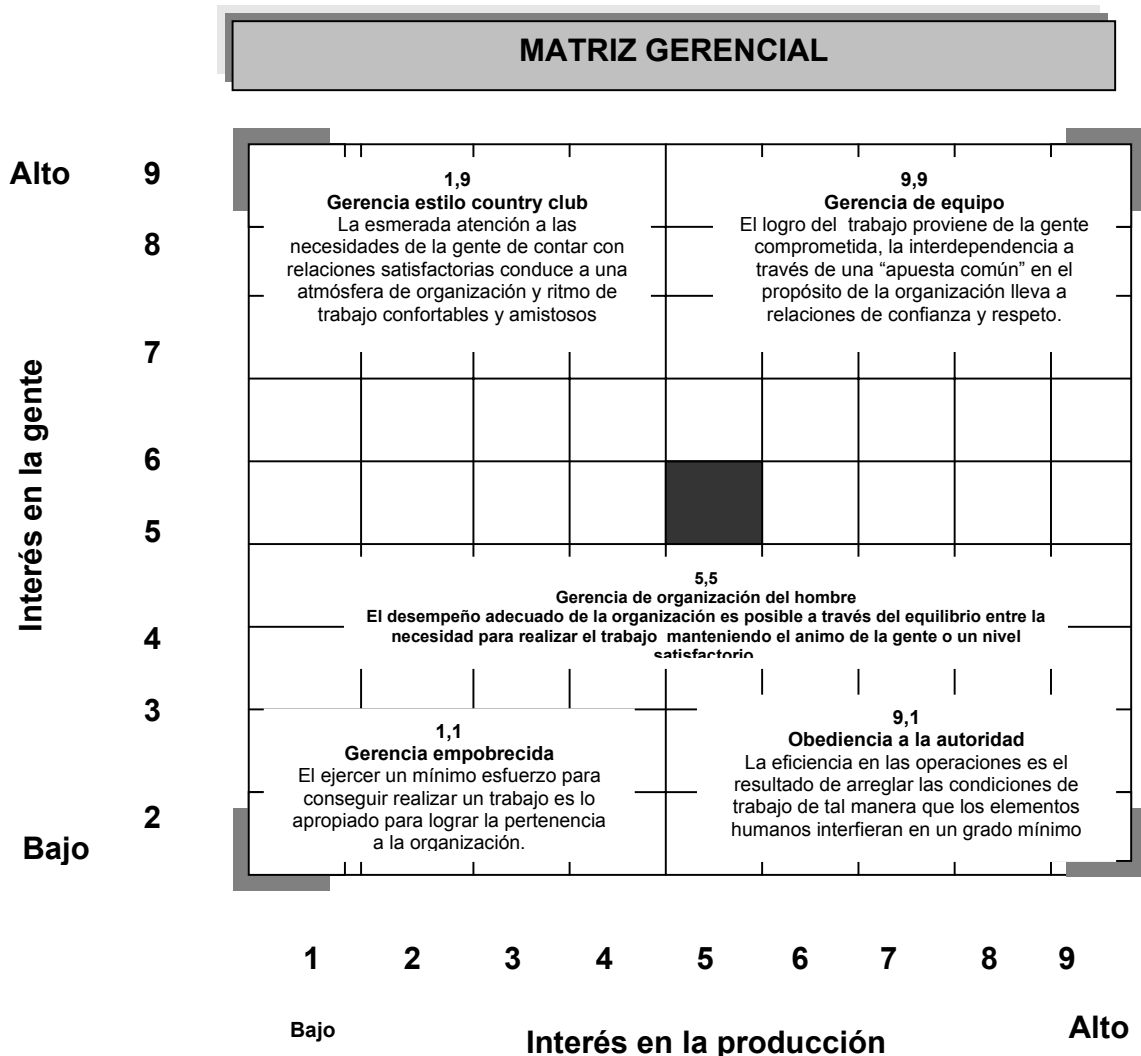 MATRIZ GERENCIAL
Alto
9
8
7
6
5
4
3
2
Bajo
Interés en la gente
1,9
Gerencia estilo country club
La esmerada atención a las
necesidades de la gente de contar con
relaciones satisfactorias conduce a una
atmósfera de organización y ritmo de
trabajo confortables y amistosos
9,9
Gerencia de equipo
El logro del trabajo proviene de la gente
comprometida, la interdependencia a
través de una “apuesta común” en el
propósito de la organización lleva a
relaciones de confianza y respeto.
5,5
Gerencia de organización del hombre
El desempeño adecuado de la organización es posible a través del equilibrio entre la
necesidad para realizar el trabajo manteniendo el animo de la gente o un nivel
satisfactorio
1,1
Gerencia empobrecida
El ejercer un mínimo esfuerzo para
conseguir realizar un trabajo es lo
apropiado para lograr la pertenencia
a la organización.
9,1
Obediencia a la autoridad
La eficiencia en las operaciones es el
resultado de arreglar las condiciones de
trabajo de tal manera que los elementos
humanos interfieran en un grado mínimo
1 2 3 4 5 6 7 8 9
Bajo
Interés en la producción
Alto